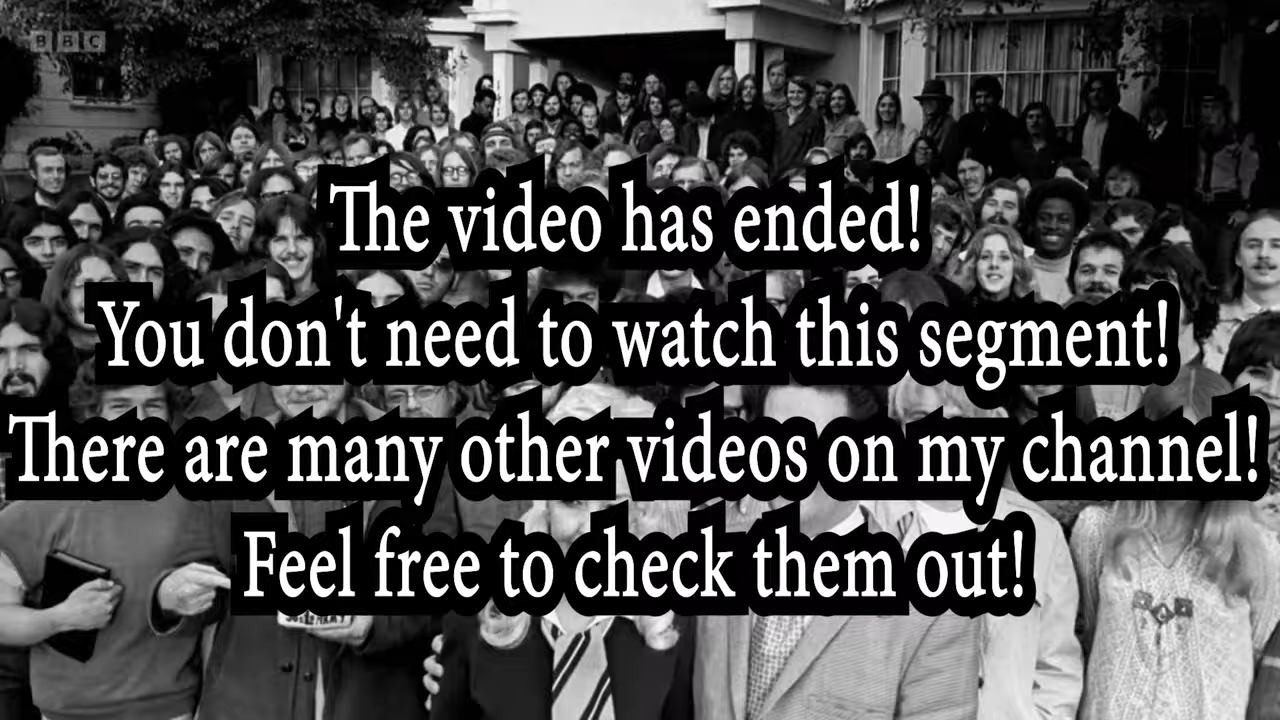 BBC
The video has ended!
You don't need to watch this segment!
There are many other videos on my channel!
Feel free to check them out!